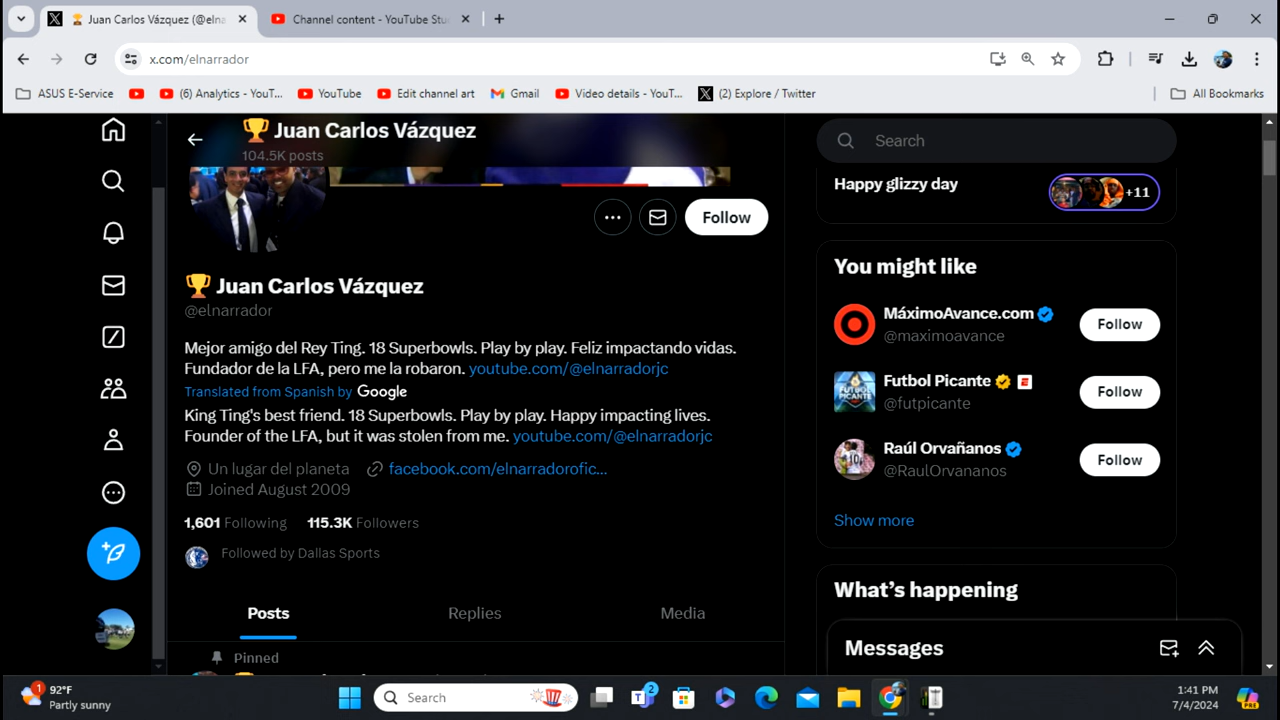 🏆 Juan Carlos Vázquez (@elna
Channel content - YouTube Stu
x.com/elnarrador
ASUS E-Service
(6) Analytics - YouT...
YouTube
Edit channel art
Gmail
Video details - YouT...
(2) Explore / Twitter
All Bookmarks
🏆 Juan Carlos Vázquez
104.5K posts
Follow
🏆 Juan Carlos Vázquez
@elnarrador
Mejor amigo del Rey Ting. 18 Superbowls. Play by play. Feliz impactando vidas.
Fundador de la LFA, pero me la robaron. youtube.com/@elnarradorjc
Translated from Spanish by Google
King Ting's best friend. 18 Superbowls. Play by play. Happy impacting lives.
Founder of the LFA, but it was stolen from me. youtube.com/@elnarradorjc
Un lugar del planeta facebook.com/elnarradorofic...
Joined August 2009
1,601 Following 115.3K Followers
Followed by Dallas Sports
Posts Replies Media
Pinned
Search
Happy glizzy day
+11
You might like
MáximoAvance.com
@maximoavance
Follow
Futbol Picante
@futpicante
Follow
Raúl Orvañanos
@RaulOrvananos
Follow
Show more
What's happening
Messages
1
92°F
Partly sunny
Search
2
PRE
1:41 PM
7/4/2024